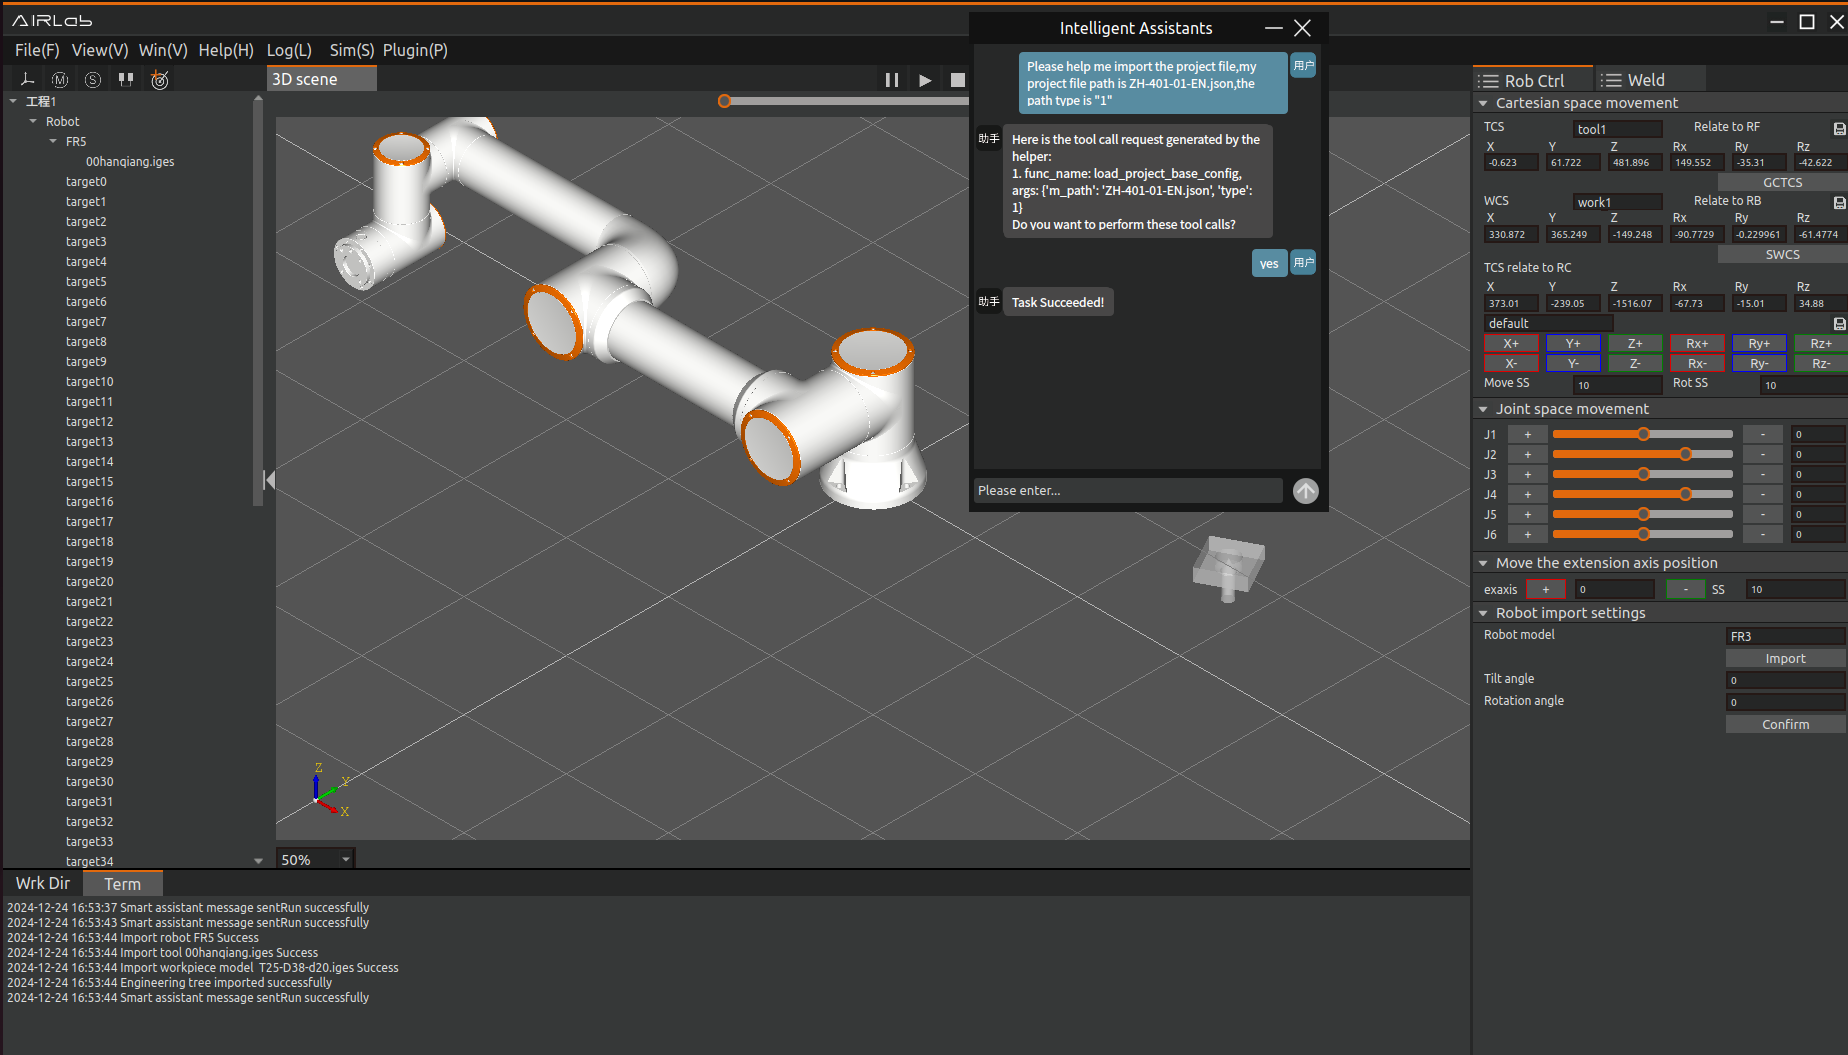 AIRLab
File(F) View(V) Win(V) Help(H) Log(L) Sim(S) Plugin(P)
M S
3D scene
工程1
Robot
FR5
00hanqiang.iges
target0
target1
target2
target3
target4
target5
target6
target7
target8
target9
target10
target11
target12
target13
target14
target15
target16
target17
target18
target19
target20
target21
target22
target23
target24
target25
target26
target27
target28
target29
target30
target31
target32
target33
target34
Z
Y
X
50%
Intelligent Assistants
Please help me import the project file,my
project file path is ZH-401-01-EN.json,the
path type is "1"
用户
助手
Here is the tool call request generated by the
helper:
1. func_name: load_project_base_config,
args: {'m_path': 'ZH-401-01-EN.json', 'type':
1}
Do you want to perform these tool calls?
yes
用户
助手
Task Succeeded!
Please enter...
Rob Ctrl Weld
Cartesian space movement
TCS tool1 Relate to RF
X Y Z Rx Ry Rz
-0.623 61.722 481.896 149.552 -35.31 -42.622
GCTCS
WCS work1 Relate to RB
X Y Z Rx Ry Rz
330.872 365.249 -149.248 -90.7729 -0.229961 -61.4774
SWCS
TCS relate to RC
X Y Z Rx Ry Rz
373.01 -239.05 -1516.07 -67.73 -15.01 34.88
default
X+ Y+ Z+ Rx+ Ry+ Rz+
X- Y- Z- Rx- Ry- Rz-
Move SS 10 Rot SS 10
Joint space movement
J1 + - 0
J2 + - 0
J3 + - 0
J4 + - 0
J5 + - 0
J6 + - 0
Move the extension axis position
exaxis + 0 - SS 10
Robot import settings
Robot model FR3
Import
Tilt angle 0
Rotation angle 0
Confirm
Wrk Dir Term
2024-12-24 16:53:37 Smart assistant message sentRun successfully
2024-12-24 16:53:43 Smart assistant message sentRun successfully
2024-12-24 16:53:44 Import robot FR5 Success
2024-12-24 16:53:44 Import tool 00hanqiang.iges Success
2024-12-24 16:53:44 Import workpiece model  T25-D38-d20.iges Success
2024-12-24 16:53:44 Engineering tree imported successfully
2024-12-24 16:53:44 Smart assistant message sentRun successfully